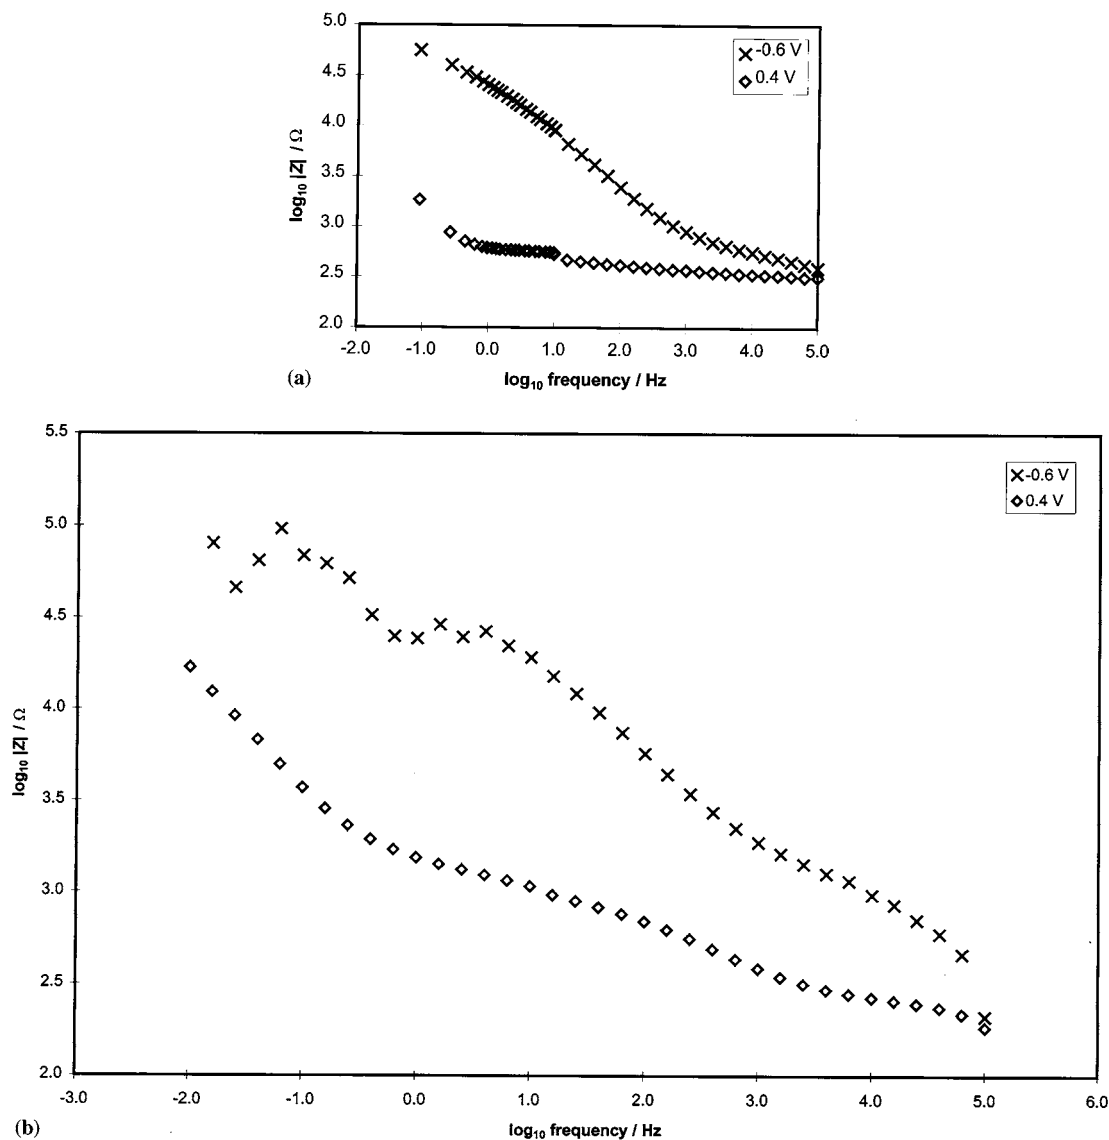 5.0
4.5
4.0
3.5
3.0
2.5
2.0
log₁₀ |Z| / Ω
× -0.6 V
◇ 0.4 V
-2.0 -1.0 0.0 1.0 2.0 3.0 4.0 5.0
log₁₀ frequency / Hz
(a)
5.5
5.0
4.5
4.0
3.5
3.0
2.5
2.0
log₁₀ |Z| / Ω
× -0.6 V
◇ 0.4 V
-3.0 -2.0 -1.0 0.0 1.0 2.0 3.0 4.0 5.0 6.0
log₁₀ frequency / Hz
(b)